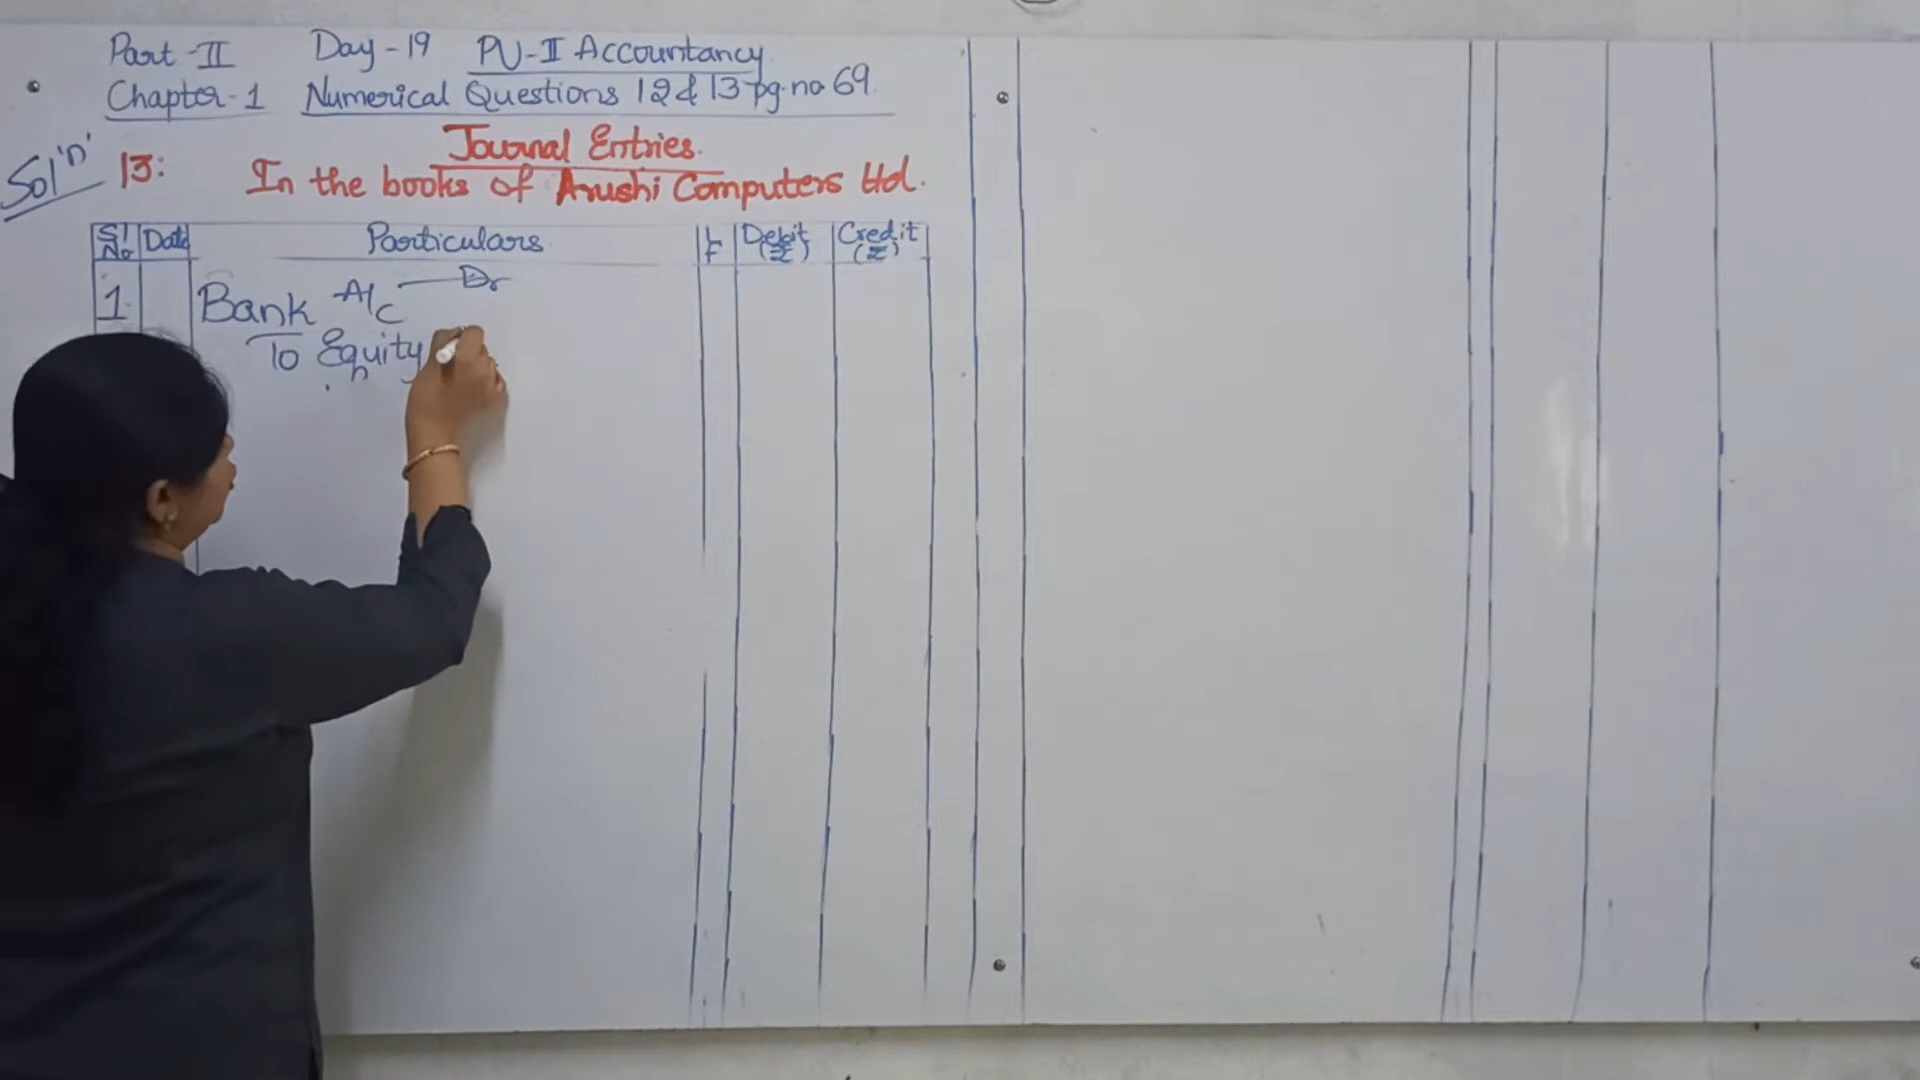 Part-II Day-19 PU-II Accountancy
Chapter-1 Numerical Questions 12 & 13 pg.no 69.
Journal Entries.
Sol'n' 13: In the books of Arushi Computers Ltd.
Sl No Date Particulars L F Debit (₹) Credit (₹)
1 Bank A/c Dr
To Equity